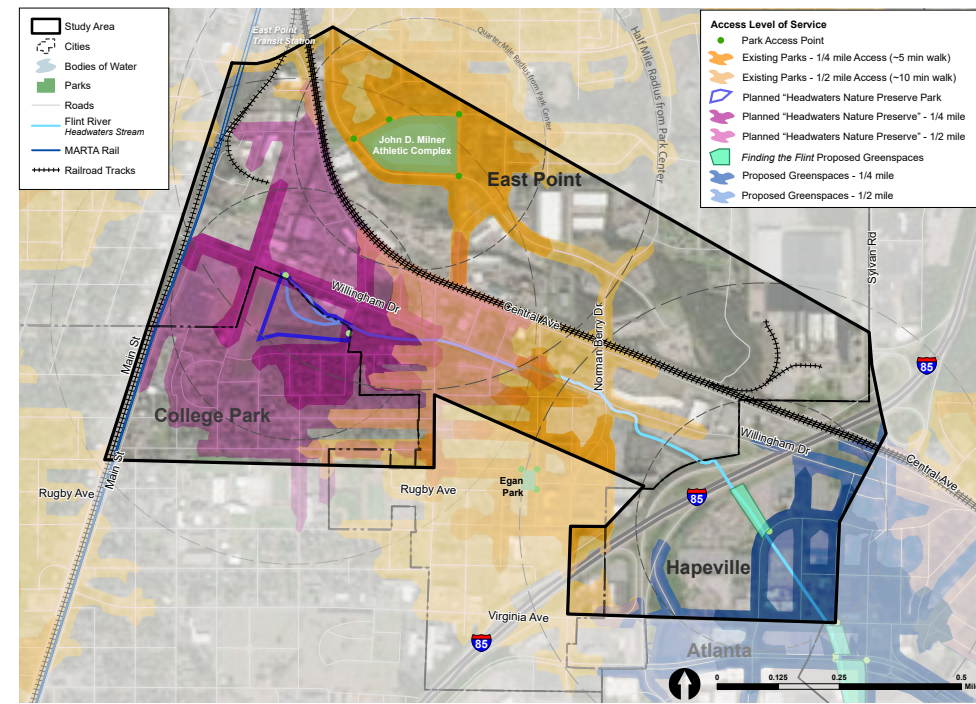 Study Area
Cities
Bodies of Water
Parks
Roads
Flint River
Headwaters Stream
MARTA Rail
Railroad Tracks
East Point
Transit Station
Quarter Mile Radius from Park Center
Half Mile Radius from Park Center
Access Level of Service
Park Access Point
Existing Parks - 1/4 mile Access (~5 min walk)
Existing Parks - 1/2 mile Access (~10 min walk)
Planned "Headwaters Nature Preserve Park
Planned "Headwaters Nature Preserve" - 1/4 mile
Planned "Headwaters Nature Preserve" - 1/2 mile
Finding the Flint Proposed Greenspaces
Proposed Greenspaces - 1/4 mile
Proposed Greenspaces - 1/2 mile
John D. Milner
Athletic Complex
East Point
Sylvan Rd
Willingham Dr
Central Ave
Norman Berry Dr
Main St
85
College Park
Willingham Dr
Main St
Central Ave
Rugby Ave
Rugby Ave
Egan
Park
85
Hapeville
Virginia Ave
85
Atlanta
0
0.125
0.25
0.5
Mile